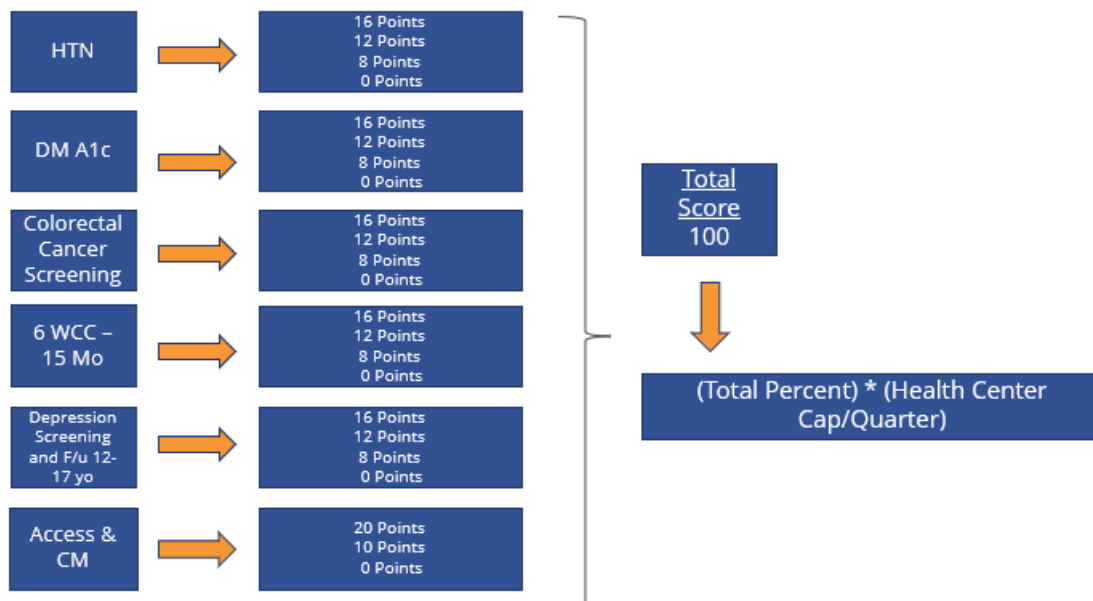 HTN
16 Points
12 Points
8 Points
0 Points
DM A1c
16 Points
12 Points
8 Points
0 Points
Colorectal
Cancer
Screening
16 Points
12 Points
8 Points
0 Points
6 WCC –
15 Mo
16 Points
12 Points
8 Points
0 Points
Depression
Screening
and F/u 12-
17 yo
16 Points
12 Points
8 Points
0 Points
Access &
CM
20 Points
10 Points
0 Points
Total
Score
100
(Total Percent) * (Health Center
Cap/Quarter)